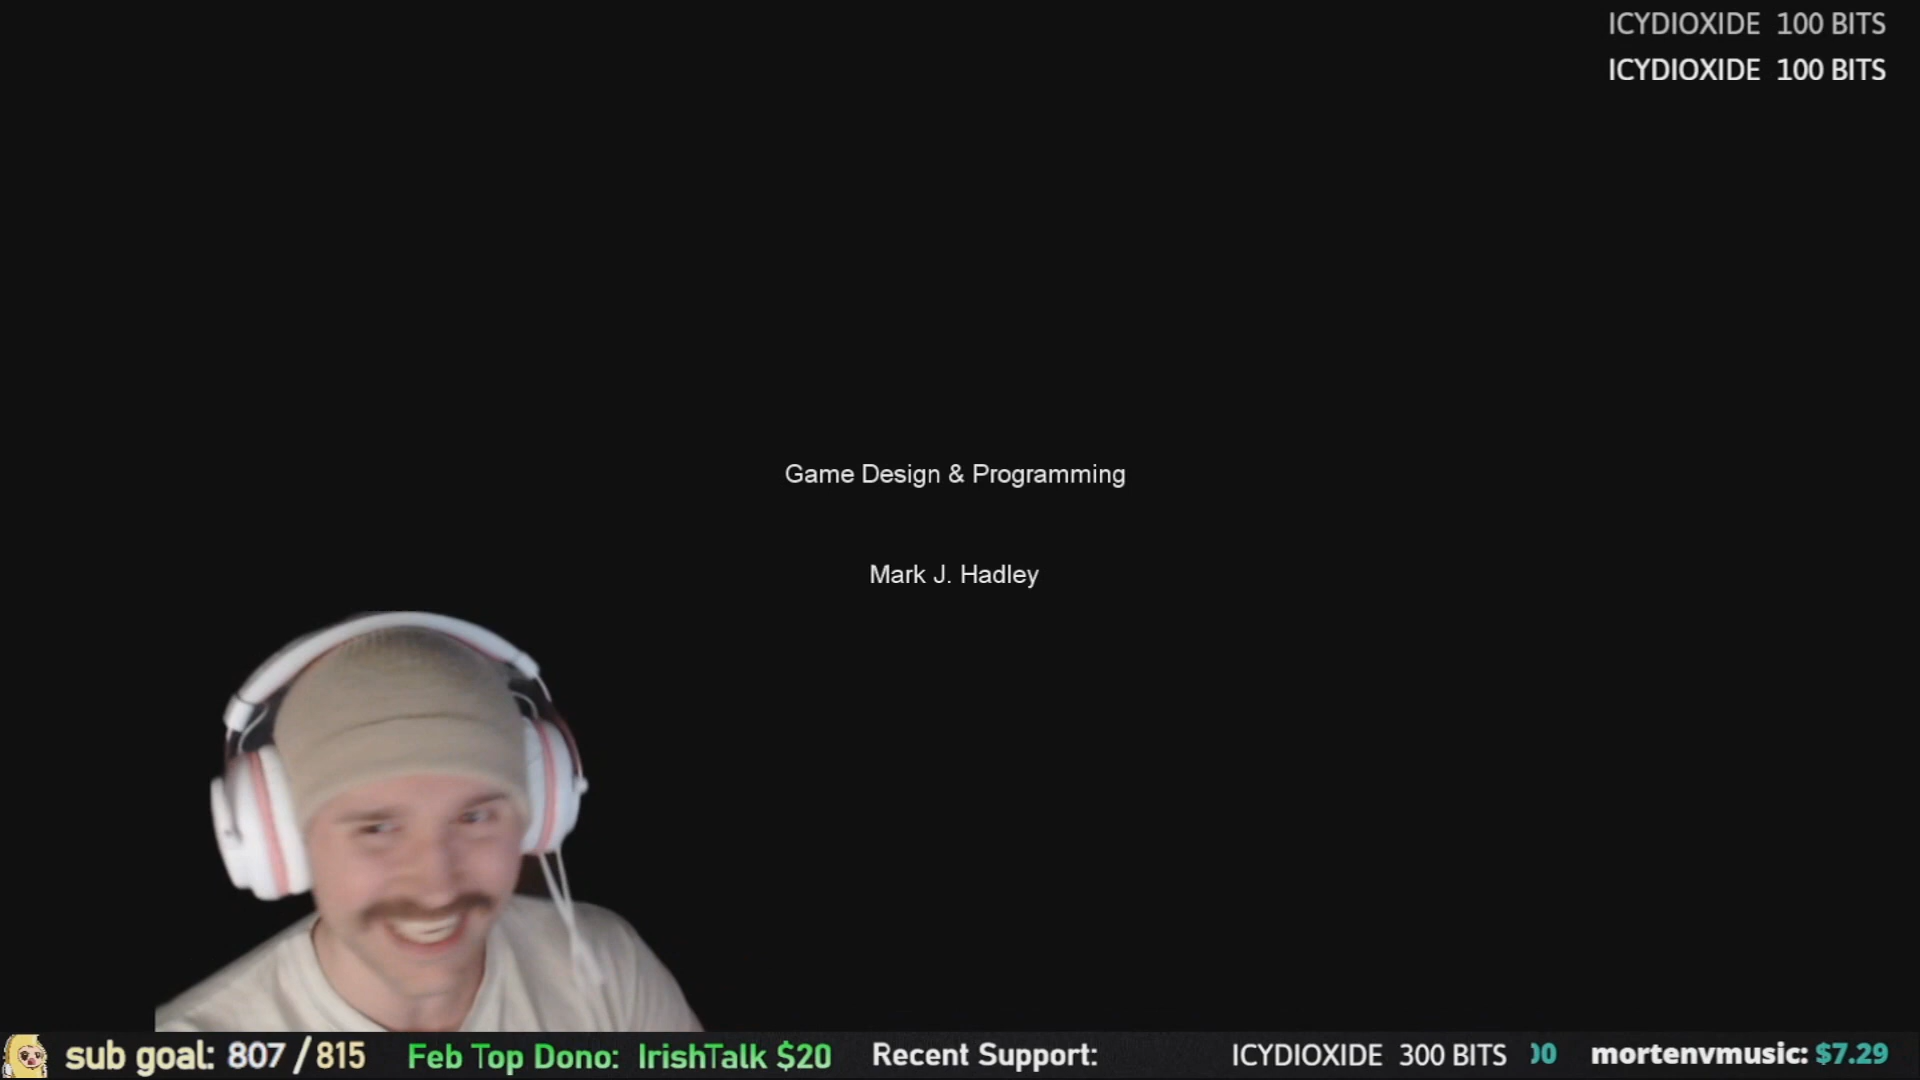 ICYDIOXIDE 100 BITS
ICYDIOXIDE 100 BITS
Game Design & Programming
Mark J. Hadley
sub goal: 807 / 815 Feb Top Dono: IrishTalk $20 Recent Support: ICYDIOXIDE 300 BITS mortenvmusic: $7.29